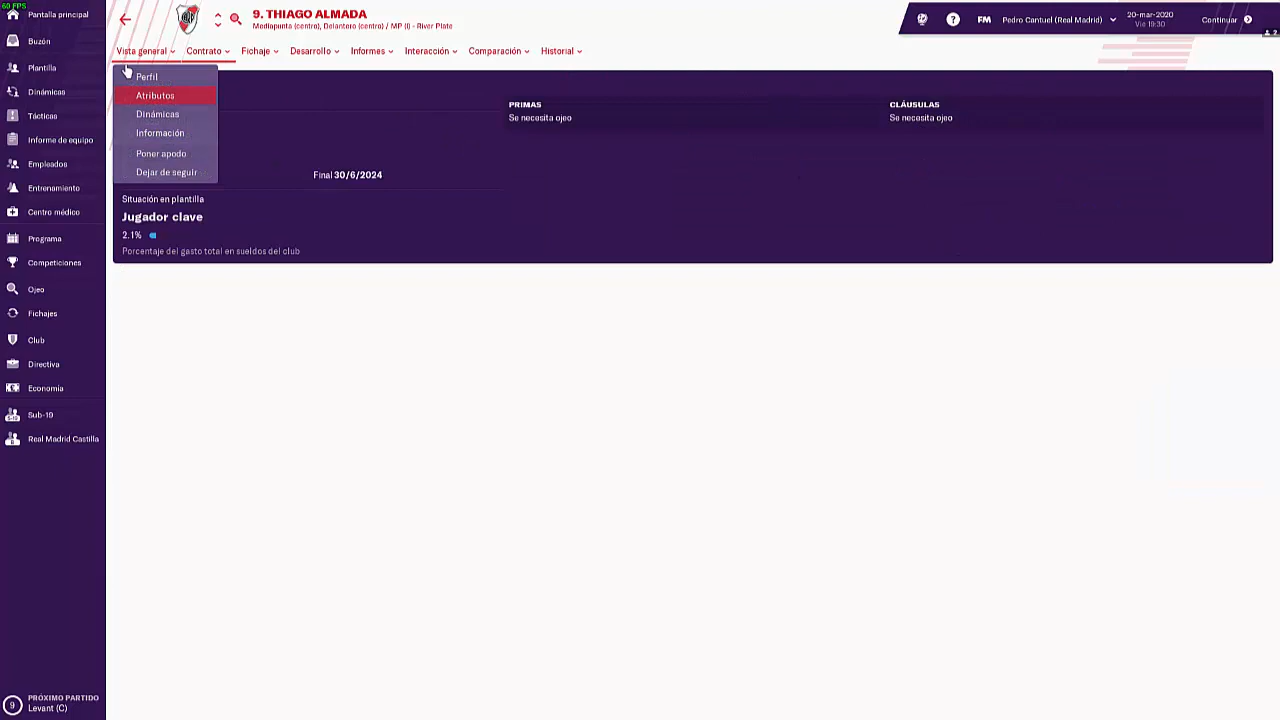 60 FPS
Pantalla principal
Buzón
Plantilla
Dinámicas
Tácticas
Informe de equipo
Empleados
Entrenamiento
Centro médico
Programa
Competiciones
Ojeo
Fichajes
Club
Directiva
Economía
Sub-19
Real Madrid Castilla
9
PRÓXIMO PARTIDO
Levant (C)
9. THIAGO ALMADA
Mediapunta (centro), Delantero (centro) / MP (I) - River Plate
? FM Pedro Cantuel (Real Madrid) 20-mar-2020 Continuar
Vie 19:30
Vista general Contrato Fichaje Desarrollo Informes Interacción Comparación Historial
Perfil
Atributos
Dinámicas
Información
Poner apodo
Dejar de seguir
PRIMAS
Se necesita ojeo
CLÁUSULAS
Se necesita ojeo
Final 30/6/2024
Situación en plantilla
Jugador clave
2.1%
Porcentaje del gasto total en sueldos del club